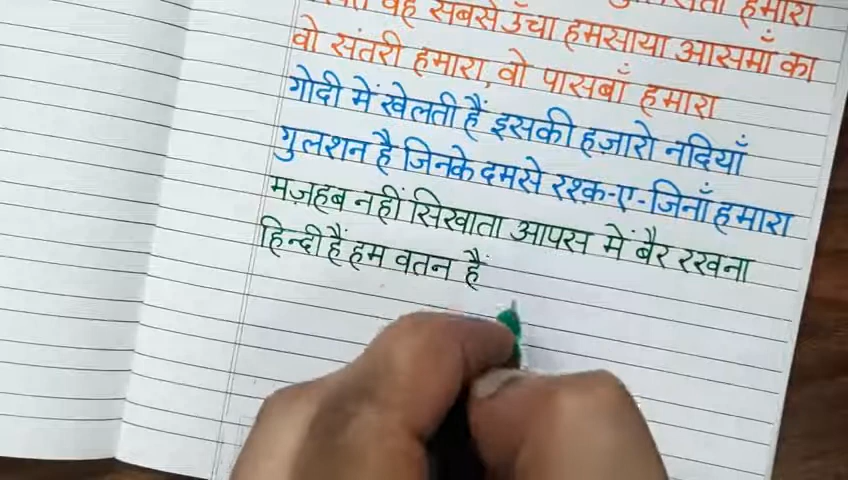 हमारा
वह सबसे ऊँचा हमसाया आसमाँ का
वो संतरी हमारा, वो पासबाँ हमारा
गोदी में खेलती हैं इसकी हज़ारो नदियाँ
गुलशन है जिनके दमसे रश्क़-ए-जिनाँ हमारा
मज़हब नहीं सिखाता आपस में बैर रखना
हिन्दी हैं हम वतन हैं